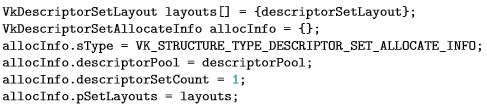 VkDescriptorSetLayout layouts[] = {descriptorSetLayout};
VkDescriptorSetAllocateInfo allocInfo = {};
allocInfo.sType = VK_STRUCTURE_TYPE_DESCRIPTOR_SET_ALLOCATE_INFO;
allocInfo.descriptorPool = descriptorPool;
allocInfo.descriptorSetCount = 1;
allocInfo.pSetLayouts = layouts;